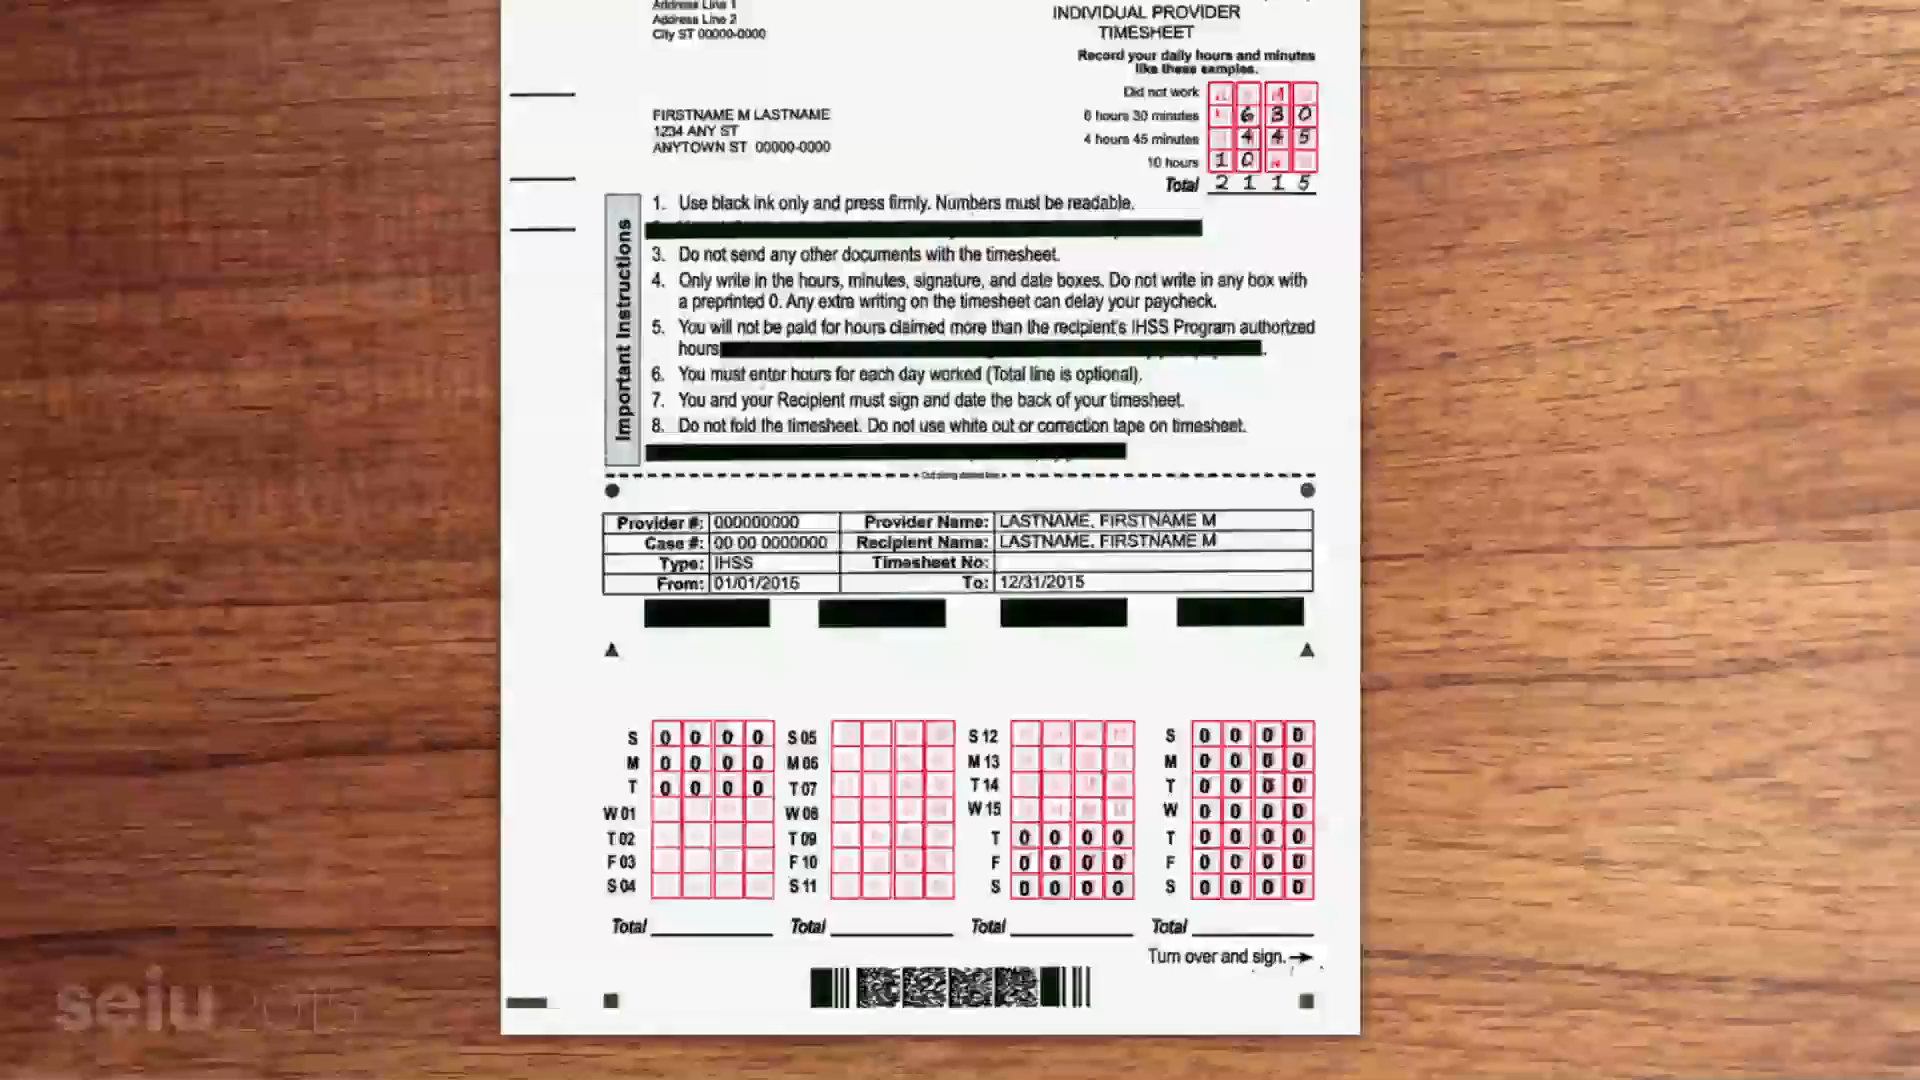 Address Line 1
Address Line 2
City ST 00000-0000
INDIVIDUAL PROVIDER
TIMESHEET
Record your daily hours and minutes
like these samples.
Did not work
6 hours 30 minutes 6 3 0
4 hours 45 minutes 4 4 5
10 hours 1 0
Total 2 1 1 5
FIRSTNAME M LASTNAME
1234 ANY ST
ANYTOWN ST 00000-0000
Important Instructions
1. Use black ink only and press firmly. Numbers must be readable.
3. Do not send any other documents with the timesheet.
4. Only write in the hours, minutes, signature, and date boxes. Do not write in any box with
a preprinted 0. Any extra writing on the timesheet can delay your paycheck.
5. You will not be paid for hours claimed more than the recipient's IHSS Program authorized
hours
6. You must enter hours for each day worked (Total line is optional).
7. You and your Recipient must sign and date the back of your timesheet.
8. Do not fold the timesheet. Do not use white out or correction tape on timesheet.
Provider #: 000000000 Provider Name: LASTNAME, FIRSTNAME M
Case #: 00 00 0000000 Recipient Name: LASTNAME, FIRSTNAME M
Type: IHSS Timesheet No:
From: 01/01/2015 To: 12/31/2015
S 0 0 0 0 S 05 S 12 S 0 0 0 0
M 0 0 0 0 M 06 M 13 M 0 0 0 0
T 0 0 0 0 T 07 T 14 T 0 0 0 0
W 01 W 08 W 15 W 0 0 0 0
T 02 T 09 T 0 0 0 0 T 0 0 0 0
F 03 F 10 F 0 0 0 0 F 0 0 0 0
S 04 S 11 S 0 0 0 0 S 0 0 0 0
Total Total Total Total
Turn over and sign.
seiu 2015